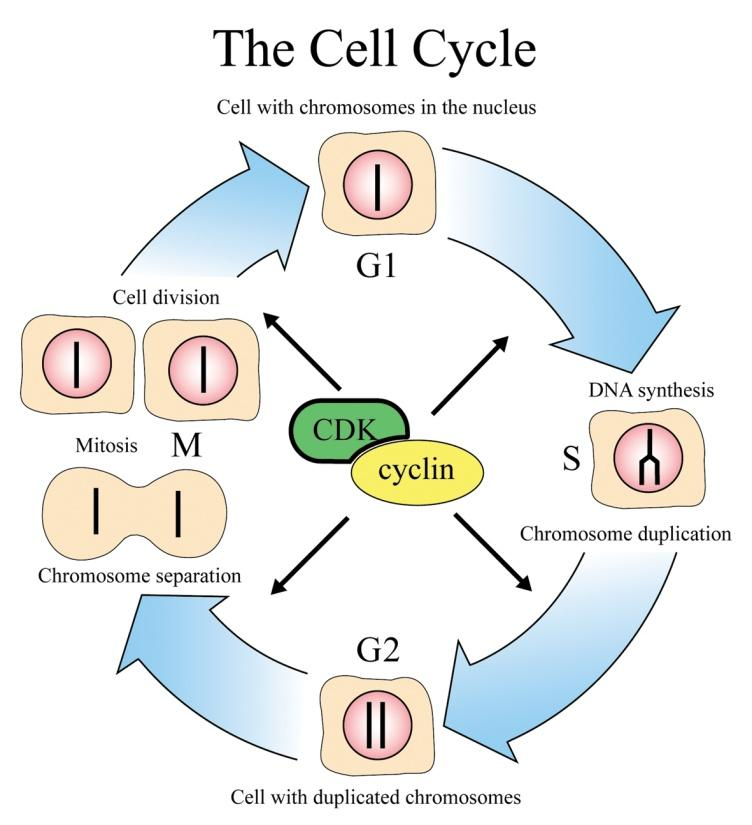 The Cell Cycle
Cell with chromosomes in the nucleus
G1
Cell division
DNA synthesis
CDK
cyclin
Mitosis
M
S
Chromosome duplication
Chromosome separation
G2
Cell with duplicated chromosomes